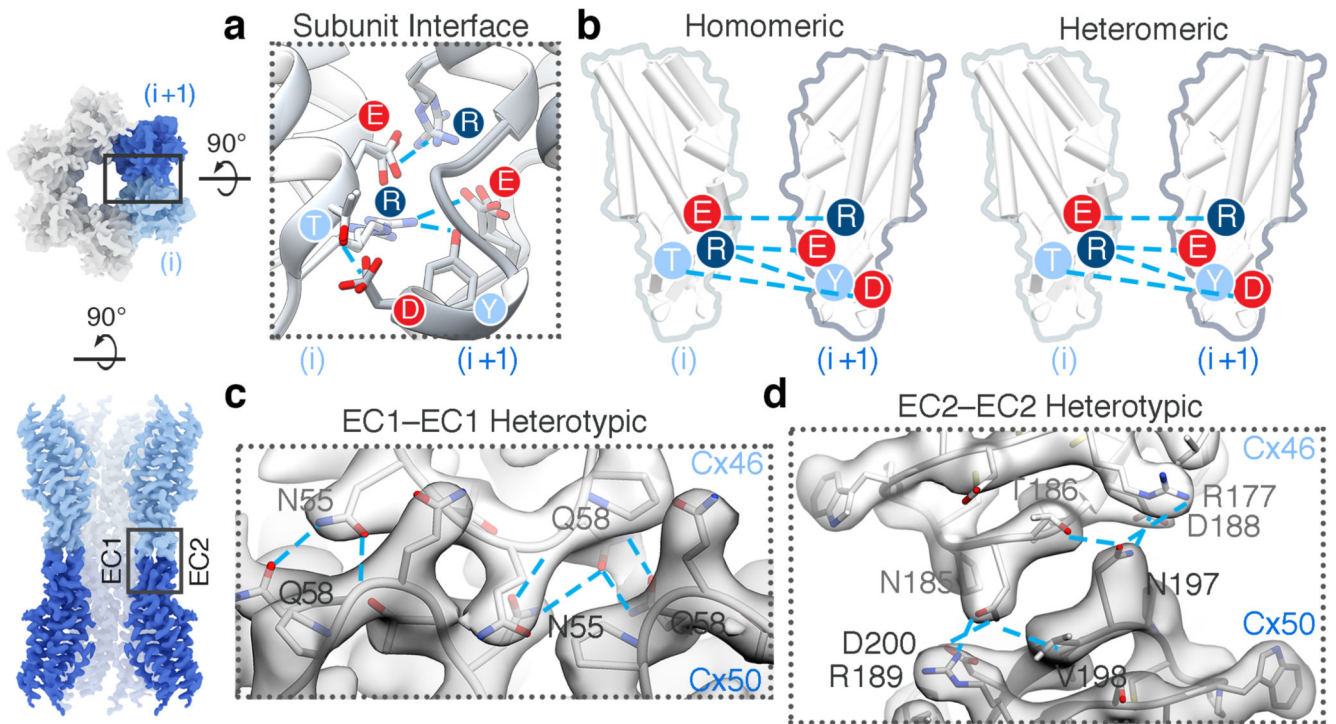 a Subunit Interface
(i+1)
90°
(i)
90°
E
R
E
R
T
D
Y
(i)
(i+1)
b Homomeric
Heteromeric
E
R
R
E
T
Y
D
E
R
R
E
T
Y
D
(i)
(i+1)
(i)
(i+1)
EC1
EC2
c
EC1–EC1 Heterotypic
Cx46
N55
Q58
Q58
N55
Q58
Cx50
d
EC2–EC2 Heterotypic
Cx46
T186
R177
D188
N185
N197
Cx50
D200
R189
V198